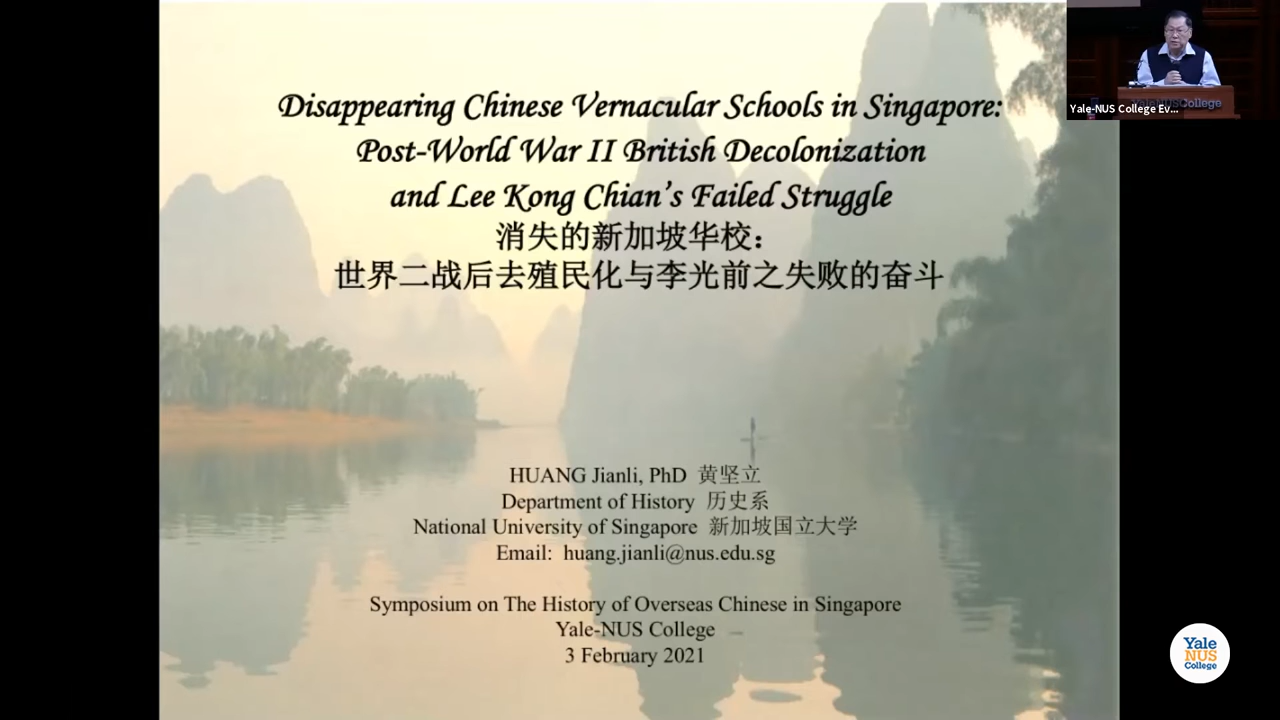 Disappearing Chinese Vernacular Schools in Singapore:
Post-World War II British Decolonization
and Lee Kong Chian's Failed Struggle
消失的新加坡华校：
世界二战后去殖民化与李光前之失败的奋斗
HUANG Jianli, PhD 黄坚立
Department of History 历史系
National University of Singapore 新加坡国立大学
Email: huang.jianli@nus.edu.sg
Symposium on The History of Overseas Chinese in Singapore
Yale-NUS College
3 February 2021
YaleNUSCollege
Yale-NUS College Ev...
Yale
NUS
College